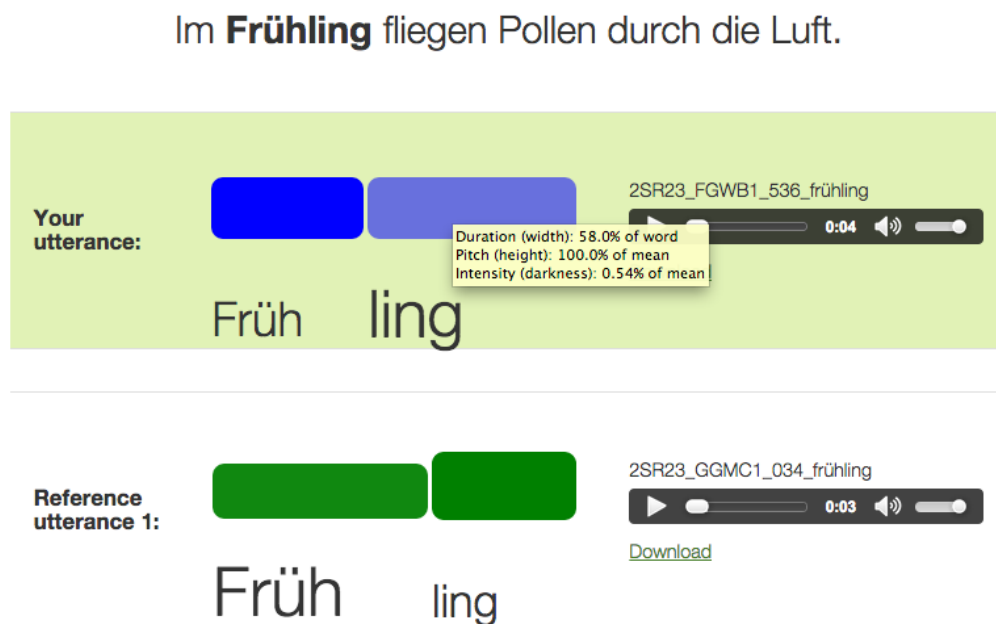 Im Frühling fliegen Pollen durch die Luft.
Your
utterance:
Früh ling
2SR23_FGWB1_536_frühling
0:04
Duration (width): 58.0% of word
Pitch (height): 100.0% of mean
Intensity (darkness): 0.54% of mean
Reference
utterance 1:
Früh ling
2SR23_GGMC1_034_frühling
0:03
Download